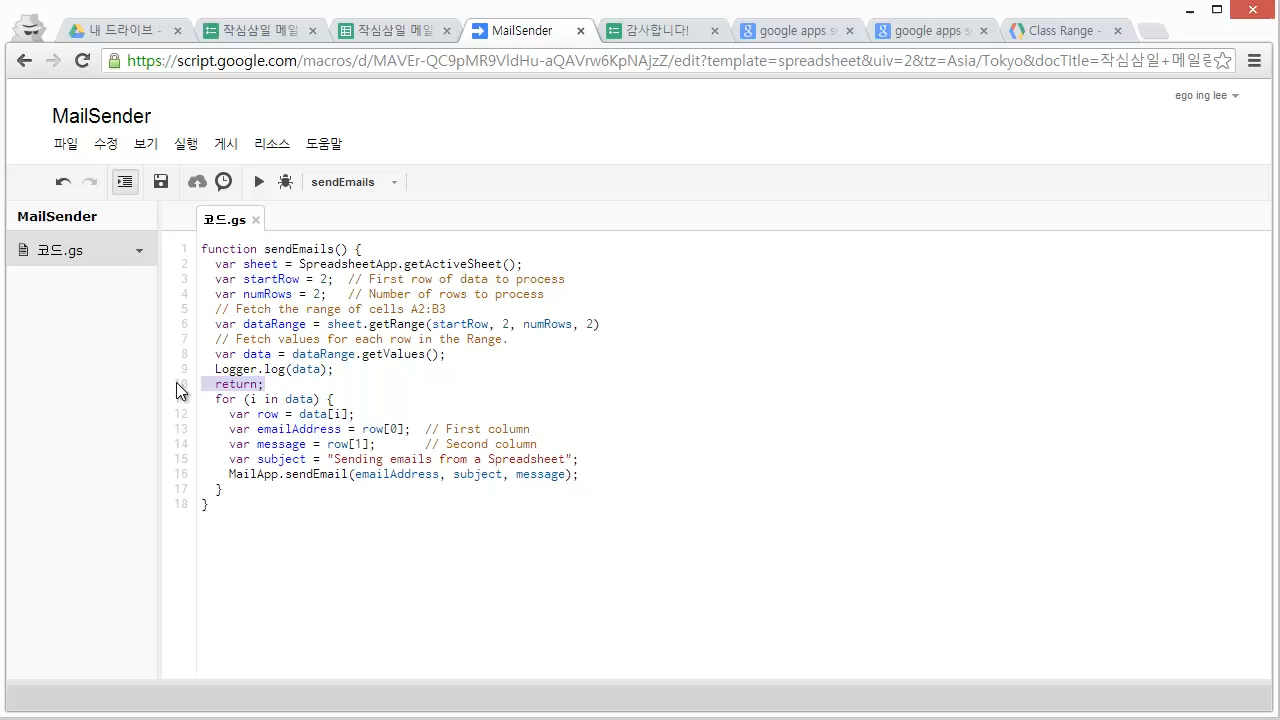 내 드라이브 -
작심삼일 메일
작심삼일 메일
MailSender
감사합니다!
google apps s
google apps s
Class Range -
https://script.google.com/macros/d/MAVEr-QC9pMR9VldHu-aQAVrw6KpNAjzZ/edit?template=spreadsheet&uiv=2&tz=Asia/Tokyo&docTitle=작심삼일+메일링
ego ing lee
MailSender
파일 수정 보기 실행 게시 리소스 도움말
sendEmails
MailSender
코드.gs
코드.gs
1 function sendEmails() {
2 var sheet = SpreadsheetApp.getActiveSheet();
3 var startRow = 2; // First row of data to process
4 var numRows = 2; // Number of rows to process
5 // Fetch the range of cells A2:B3
6 var dataRange = sheet.getRange(startRow, 2, numRows, 2)
7 // Fetch values for each row in the Range.
8 var data = dataRange.getValues();
9 Logger.log(data);
return;
for (i in data) {
12 var row = data[i];
13 var emailAddress = row[0]; // First column
14 var message = row[1]; // Second column
15 var subject = "Sending emails from a Spreadsheet";
16 MailApp.sendEmail(emailAddress, subject, message);
17 }
18 }